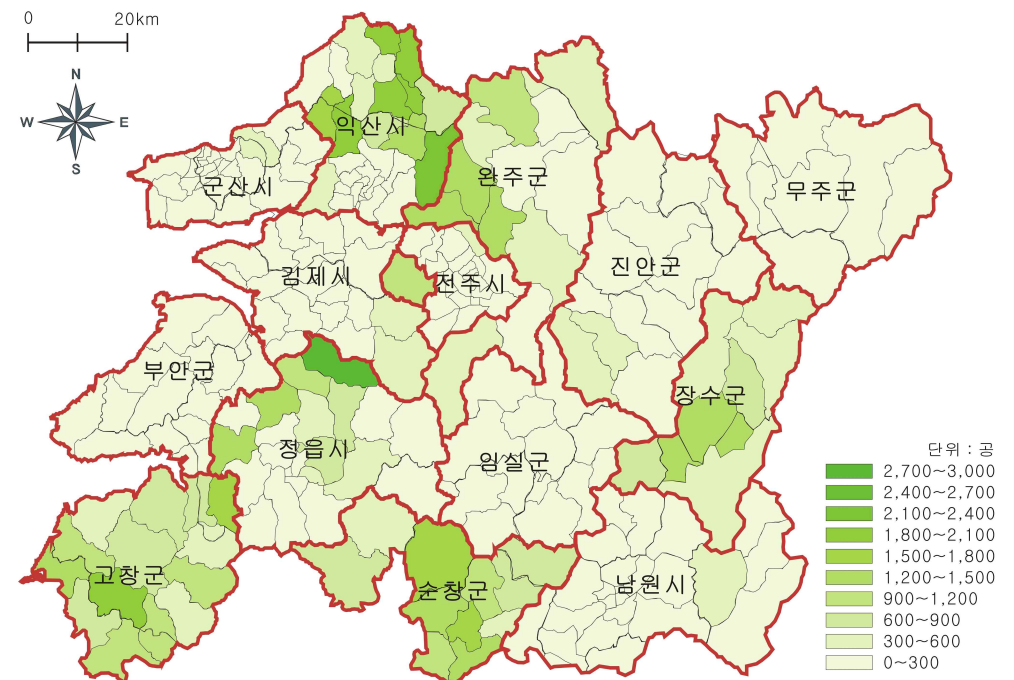 0 20km
N
W E
S
익산시
완주군
군산시
무주군
진안군
김제시
전주시
부안군
장수군
정읍시
임실군
고창군
순창군
남원시
단위 : 공
2,700~3,000
2,400~2,700
2,100~2,400
1,800~2,100
1,500~1,800
1,200~1,500
900~1,200
600~900
300~600
0~300